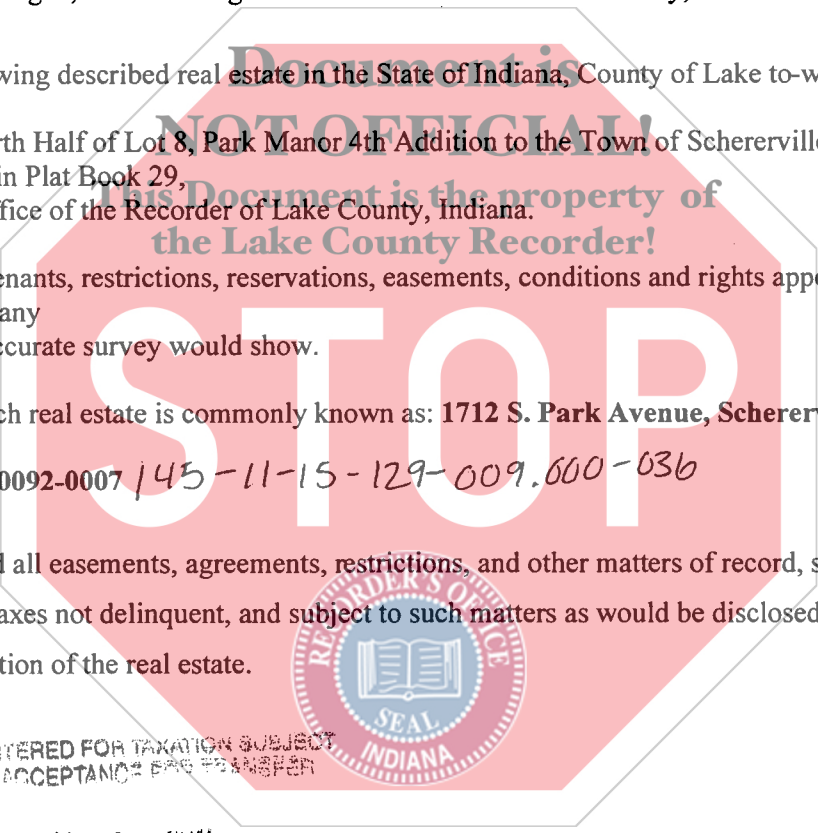 Document is
wing described real estate in the State of Indiana, County of Lake to-w
NOT OFFICIAL!
rth Half of Lot 8, Park Manor 4th Addition to the Town of Schererville
in Plat Book 29,
This Document is the property of
ffice of the Recorder of Lake County, Indiana.
the Lake County Recorder!
enants, restrictions, reservations, easements, conditions and rights appe
any
ccurate survey would show.
STOP
ch real estate is commonly known as: 1712 S. Park Avenue, Scherer
0092-0007 / 45-11-15-129-009.000-036
d all easements, agreements, restrictions, and other matters of record, s
axes not delinquent, and subject to such matters as would be disclosed
tion of the real estate.
RECORDER'S OFFICE
SEAL
INDIANA
TERED FOR TAXATION SUBJECT
ACCEPTANCE FOR TRANSFER